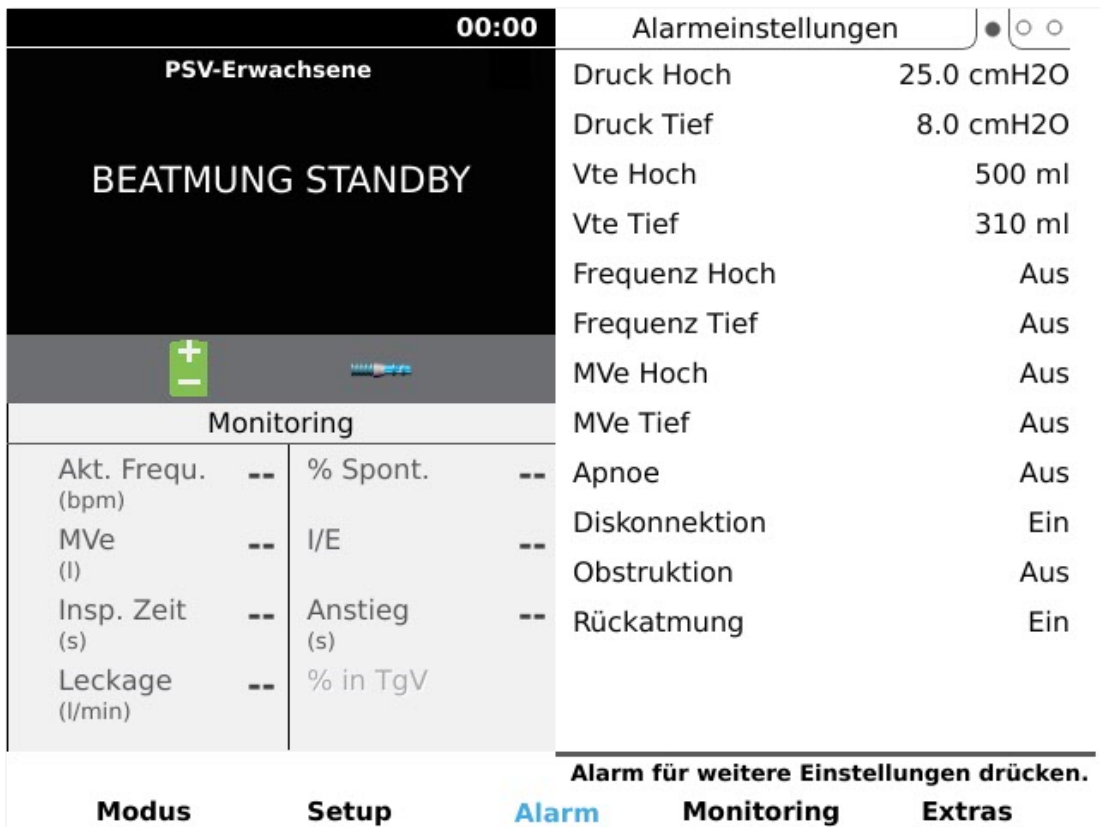 00:00
PSV-Erwachsene
BEATMUNG STANDBY
Monitoring
Akt. Frequ. -- % Spont. --
(bpm)
MVe -- I/E --
(l)
Insp. Zeit -- Anstieg --
(s) (s)
Leckage -- % in TgV
(l/min)
Alarmeinstellungen
Druck Hoch 25.0 cmH2O
Druck Tief 8.0 cmH2O
Vte Hoch 500 ml
Vte Tief 310 ml
Frequenz Hoch Aus
Frequenz Tief Aus
MVe Hoch Aus
MVe Tief Aus
Apnoe Aus
Diskonnektion Ein
Obstruktion Aus
Rückatmung Ein
Alarm für weitere Einstellungen drücken.
Modus Setup Alarm Monitoring Extras